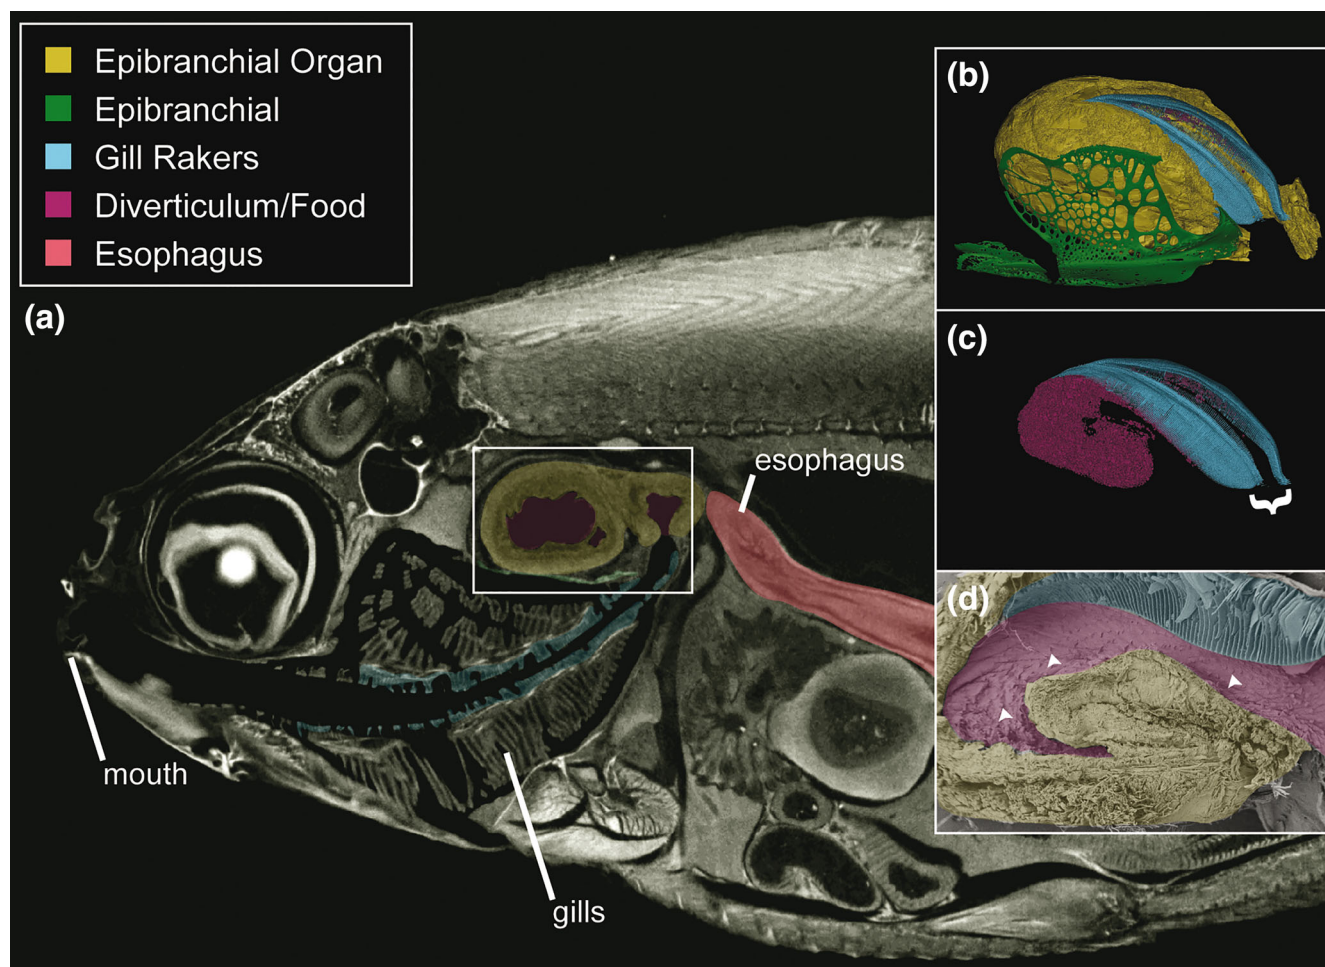 Epibranchial Organ
Epibranchial
Gill Rakers
Diverticulum/Food
Esophagus
(a)
esophagus
mouth
gills
(b)
(c)
}
(d)